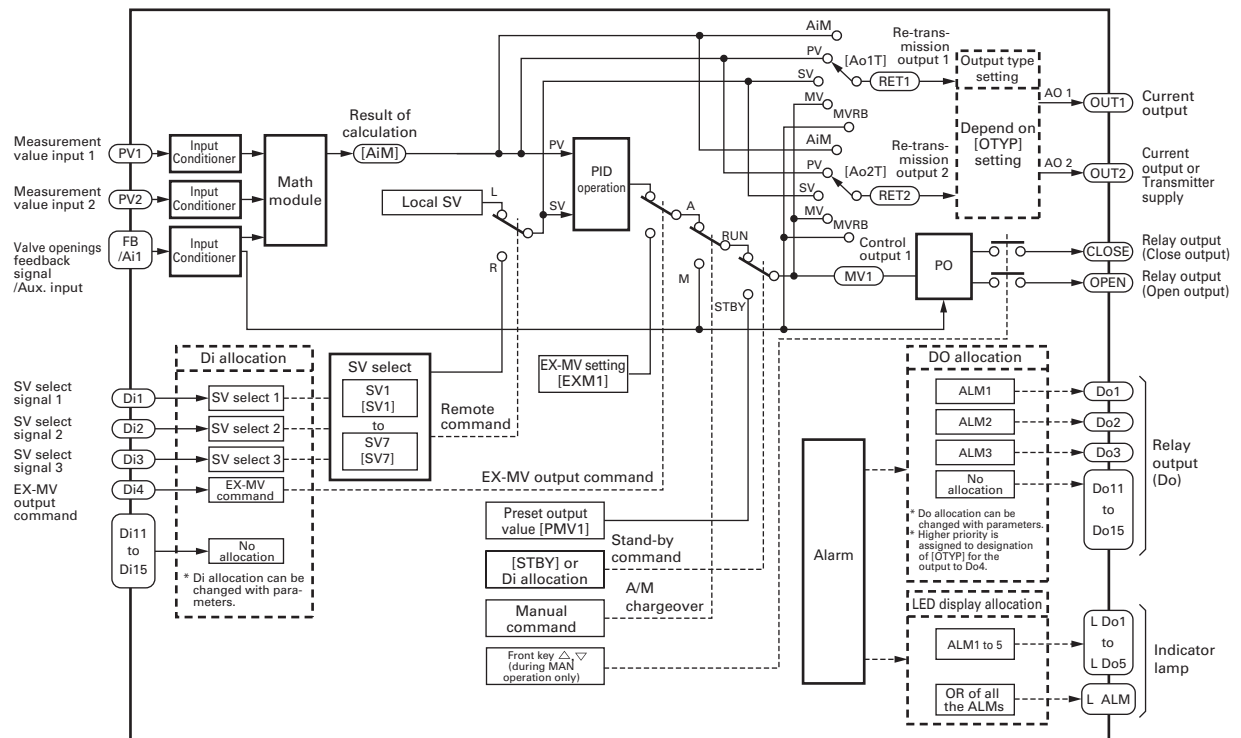 Measurement
value input 1
PV1
Input
Conditioner
Measurement
value input 2
PV2
Input
Conditioner
Valve openings
feedback
signal
/Aux. input
FB
/Ai1
Input
Conditioner
Math
module
Result of
calculation
[AiM]
Local SV
L
R
PV
SV
PID
operation
A
RUN
M
STBY
AiM
PV
SV
MV
MVRB
[Ao1T]
Re-trans-
mission
output 1
RET1
AiM
PV
SV
MV
MVRB
[Ao2T]
Re-trans-
mission
output 2
RET2
Output type
setting
Depend on
[OTYP]
setting
AO 1
OUT1
Current
output
AO 2
OUT2
Current
output or
Transmitter
supply
Control
output 1
MV1
PO
CLOSE
Relay output
(Close output)
OPEN
Relay output
(Open output)
SV select
signal 1
SV select
signal 2
SV select
signal 3
EX-MV
output
command
Di1
Di2
Di3
Di4
Di11
to
Di15
Di allocation
SV select 1
SV select 2
SV select 3
EX-MV
command
No
allocation
* Di allocation can be
changed with para-
meters.
SV select
SV1
[SV1]
to
SV7
[SV7]
Remote
command
EX-MV setting
[EXM1]
EX-MV output command
Preset output
value [PMV1]
Stand-by
command
[STBY] or
Di allocation
A/M
chargeover
Manual
command
Front key △,▽
(during MAN
operation only)
Alarm
DO allocation
ALM1
ALM2
ALM3
No
allocation
* Do allocation can be
changed with parameters.
* Higher priority is
assigned to designation
of [OTYP] for the
output to Do4.
Do1
Do2
Do3
Do11
to
Do15
Relay
output
(Do)
LED display allocation
ALM1 to 5
OR of all
the ALMs
L Do1
to
L Do5
L ALM
Indicator
lamp